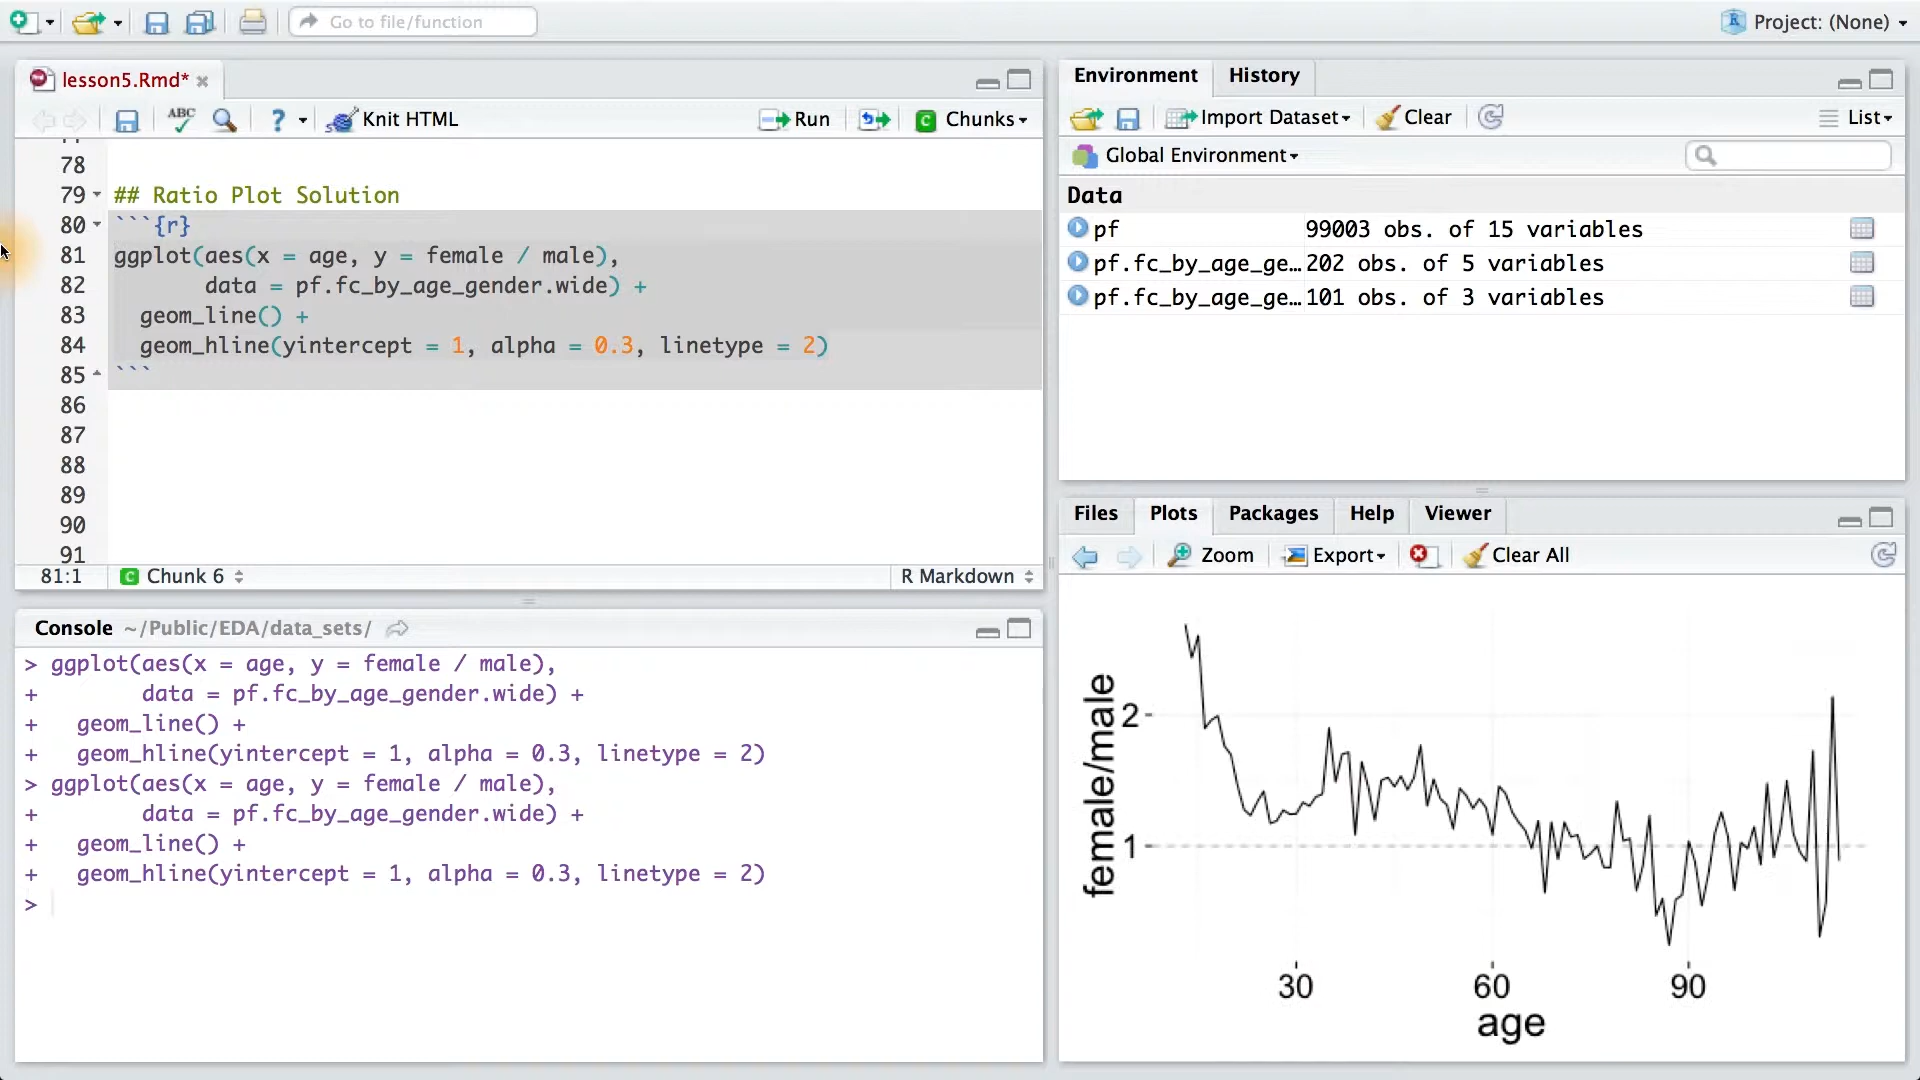 Go to file/function
Project: (None)
lesson5.Rmd*
ABC
?
Knit HTML
Run
Chunks
78
79 ## Ratio Plot Solution
80 ```{r}
81 ggplot(aes(x = age, y = female / male),
82 data = pf.fc_by_age_gender.wide) +
83 geom_line() +
84 geom_hline(yintercept = 1, alpha = 0.3, linetype = 2)
85 ```
86
87
88
89
90
91
81:1
C Chunk 6
R Markdown
Console ~/Public/EDA/data_sets/
> ggplot(aes(x = age, y = female / male),
+ data = pf.fc_by_age_gender.wide) +
+ geom_line() +
+ geom_hline(yintercept = 1, alpha = 0.3, linetype = 2)
> ggplot(aes(x = age, y = female / male),
+ data = pf.fc_by_age_gender.wide) +
+ geom_line() +
+ geom_hline(yintercept = 1, alpha = 0.3, linetype = 2)
>
Environment History
Import Dataset Clear List
Global Environment
Data
pf 99003 obs. of 15 variables
pf.fc_by_age_ge… 202 obs. of 5 variables
pf.fc_by_age_ge… 101 obs. of 3 variables
Files Plots Packages Help Viewer
Zoom Export Clear All
female/male
2
1
30 60 90
age